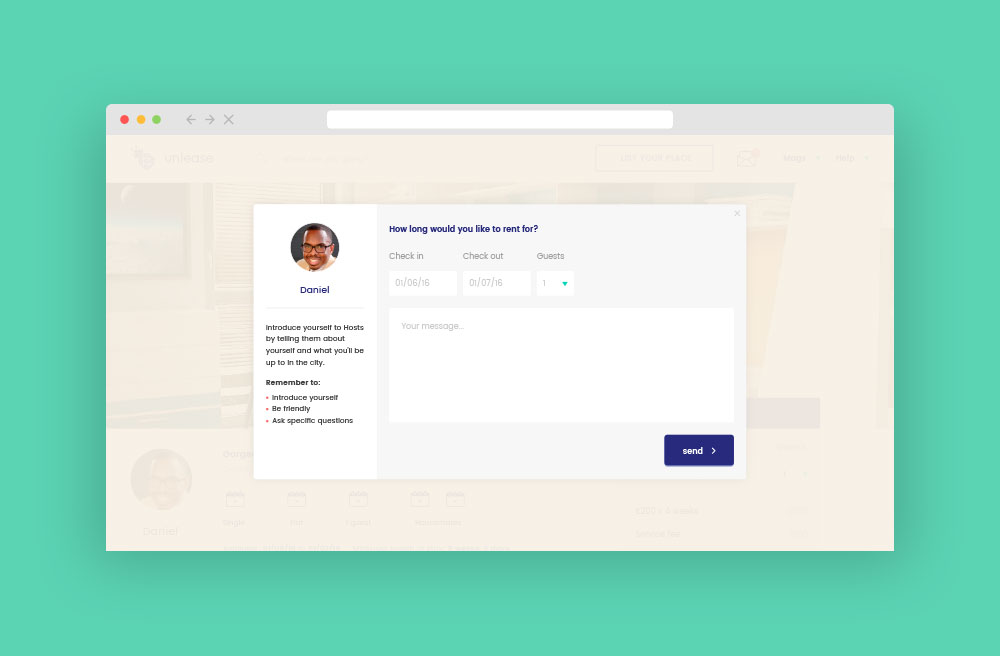 unlease
LIST YOUR PLACE
Msgs
Help
How long would you like to rent for?
Check in
Check out
Guests
01/06/16
01/07/16
1
Your message...
send
Daniel
Introduce yourself to Hosts
by telling them about
yourself and what you'll be
up to in the city.
Remember to:
Introduce yourself
Be friendly
Ask specific questions
Daniel
Single
Flat
1 guest
£200 x 4 weeks
Service fee